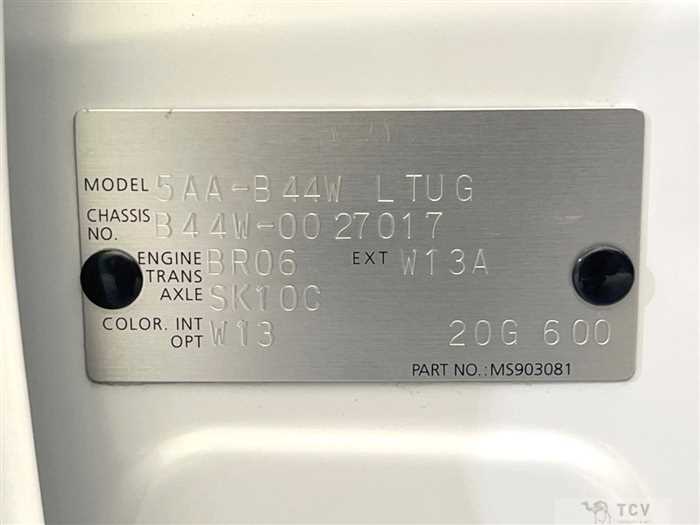 MODEL 5AA-B44W LTUG
CHASSIS NO. B44W-0027017
ENGINE BR06 EXT W13A
TRANS AXLE SK10C
COLOR. INT W13
OPT 20G 600
PART NO.:MS903081
TCV